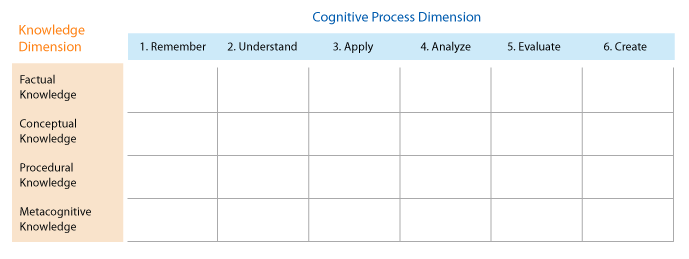 Cognitive Process Dimension
Knowledge
Dimension
1. Remember
2. Understand
3. Apply
4. Analyze
5. Evaluate
6. Create
Factual
Knowledge
Conceptual
Knowledge
Procedural
Knowledge
Metacognitive
Knowledge